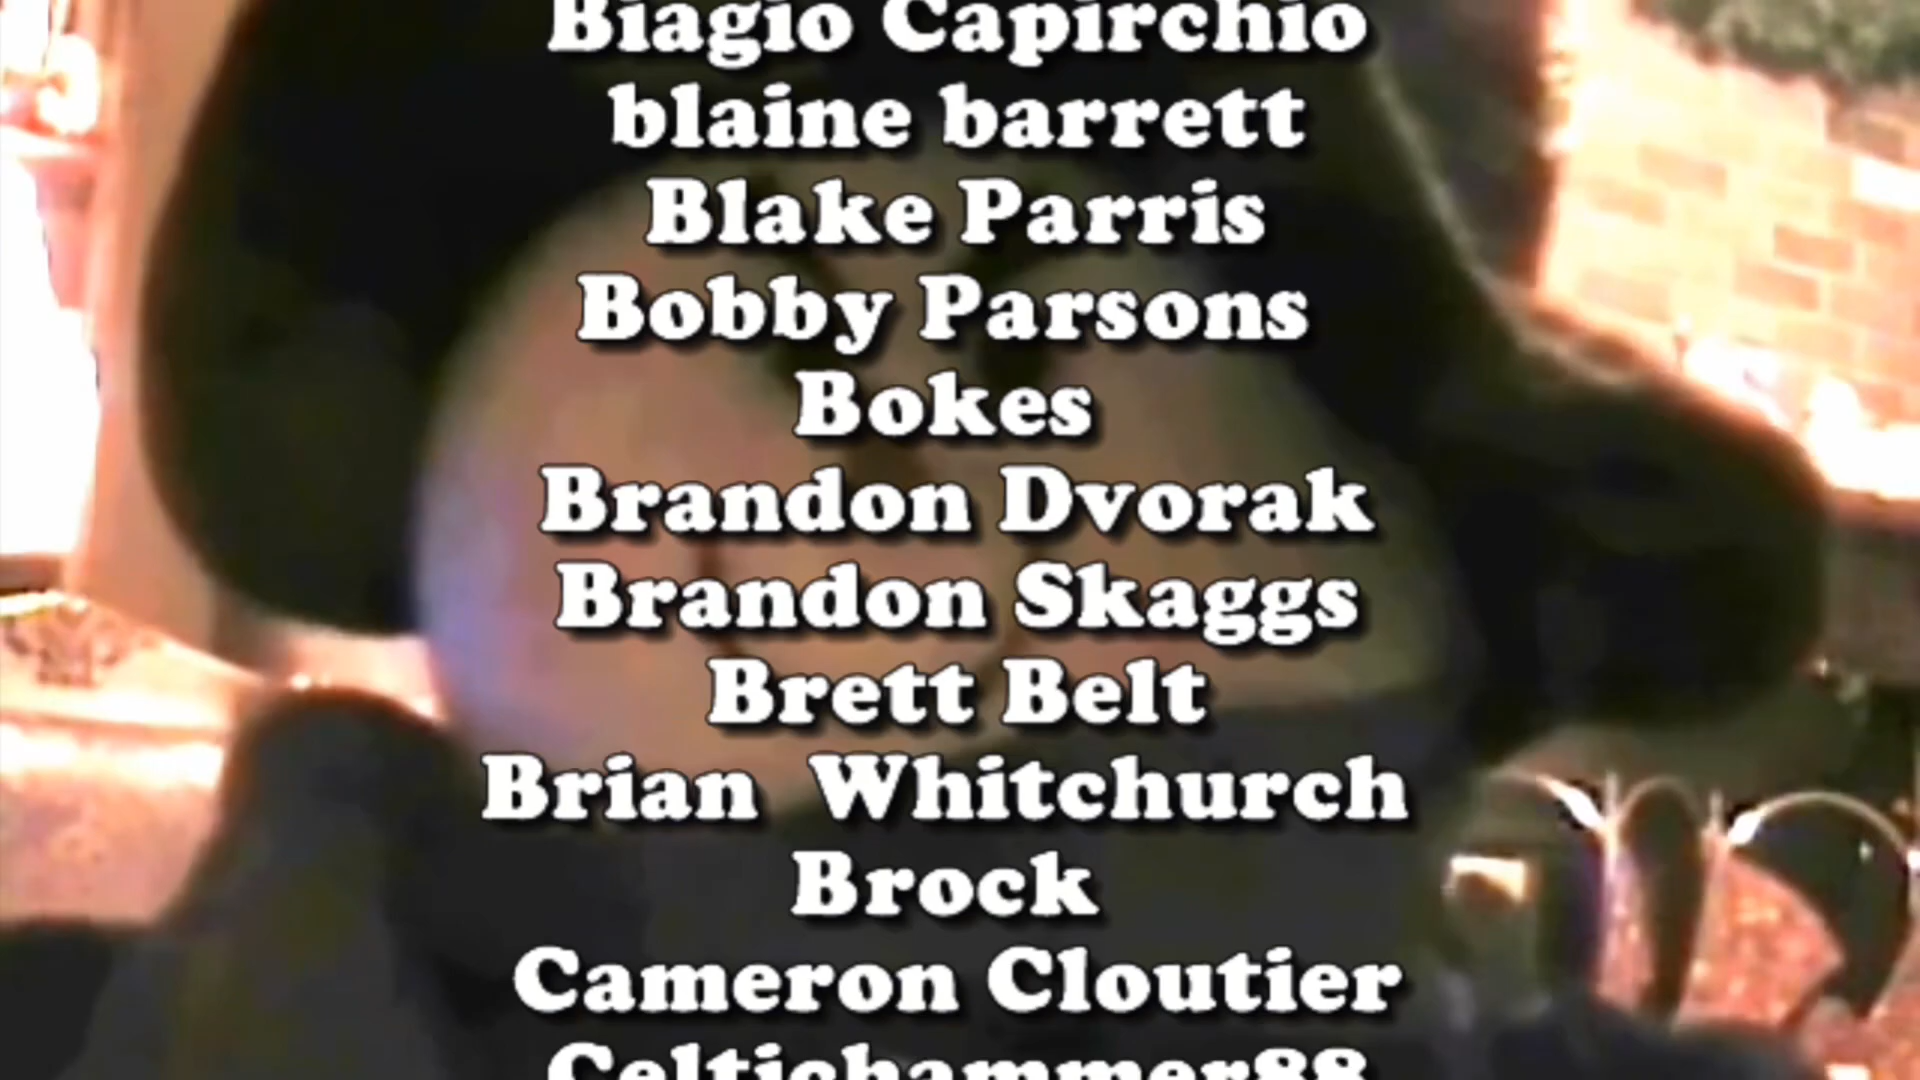 Biagio Capirchio
blaine barrett
Blake Parris
Bobby Parsons
Bokes
Brandon Dvorak
Brandon Skaggs
Brett Belt
Brian  Whitchurch
Brock
Cameron Cloutier
Celtichammer88